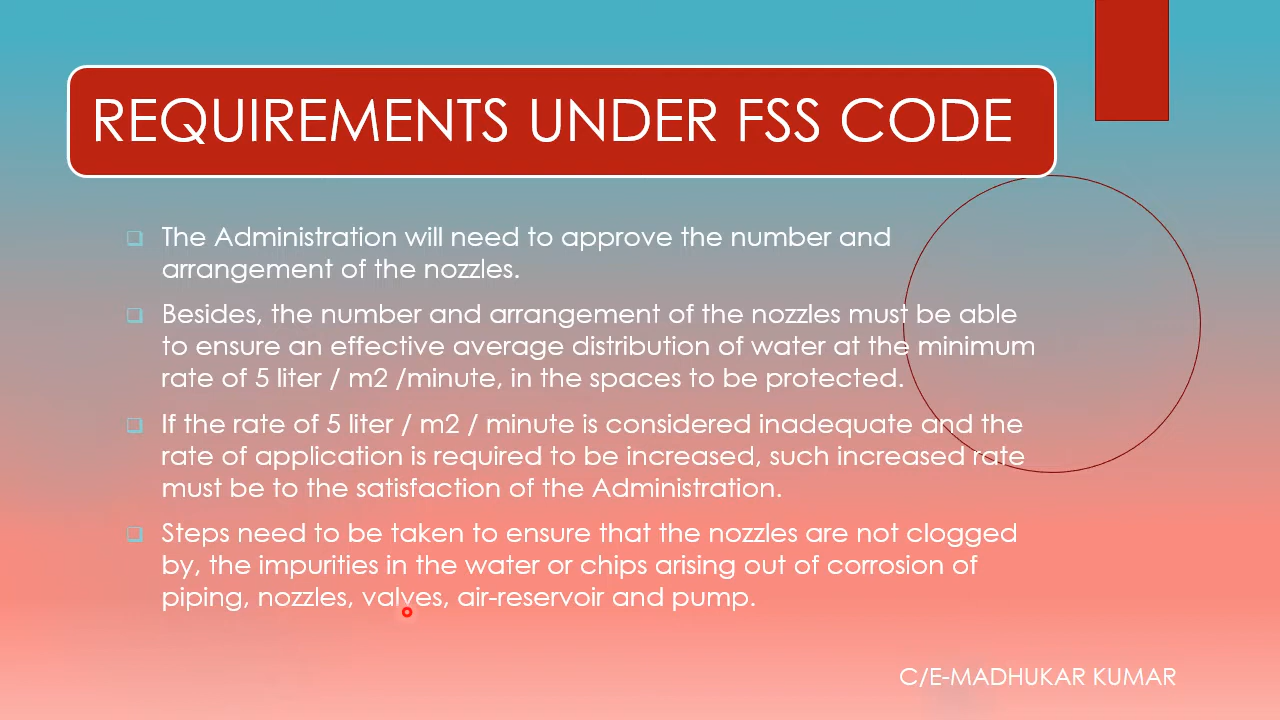 REQUIREMENTS UNDER FSS CODE
The Administration will need to approve the number and
arrangement of the nozzles.
Besides, the number and arrangement of the nozzles must be able
to ensure an effective average distribution of water at the minimum
rate of 5 liter / m2 /minute, in the spaces to be protected.
If the rate of 5 liter / m2 / minute is considered inadequate and the
rate of application is required to be increased, such increased rate
must be to the satisfaction of the Administration.
Steps need to be taken to ensure that the nozzles are not clogged
by, the impurities in the water or chips arising out of corrosion of
piping, nozzles, valves, air-reservoir and pump.
C/E-MADHUKAR KUMAR